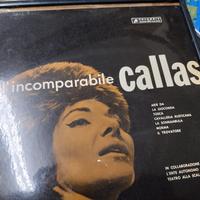 l'incomparabile callas
ARIE DA
LA GIOCONDA
TOSCA
CAVALLERIA RUSTICANA
LA SONNAMBULA
NORMA
IL TROVATORE
IN COLLABORAZIONE
L'ENTE AUTONOMO
TEATRO ALLA SCAL